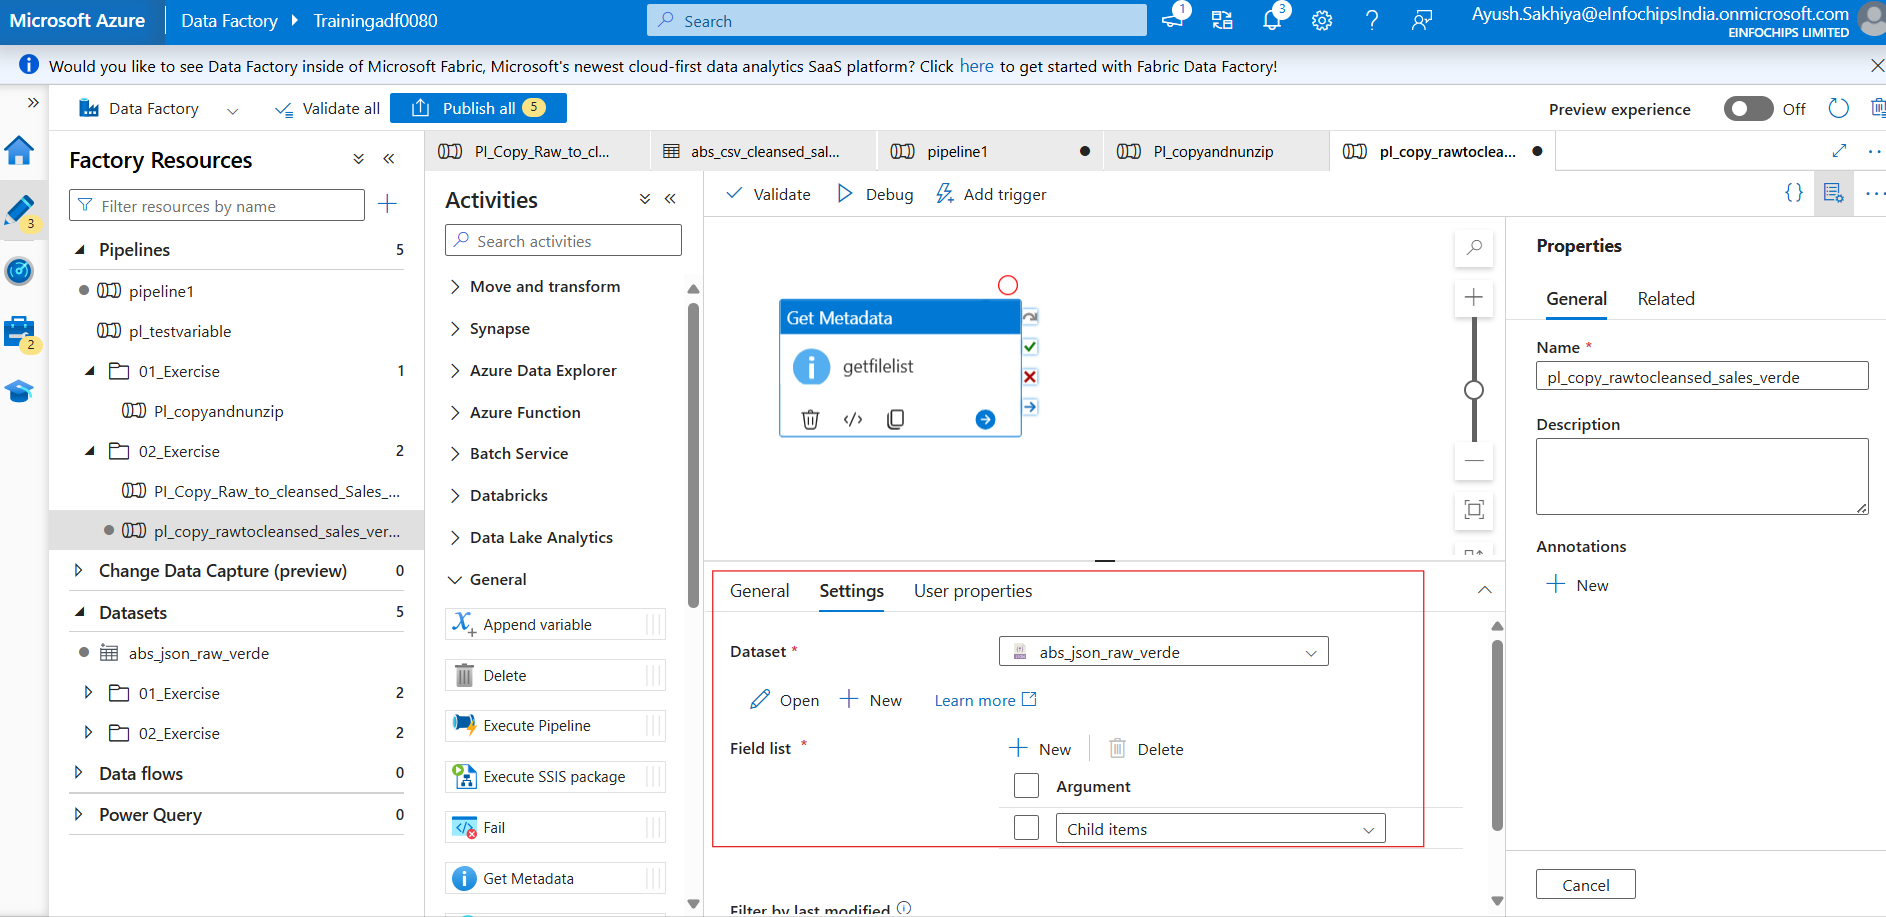 Microsoft Azure
Data Factory
Trainingadf0080
Search
1
3
Ayush.Sakhiya@eInfochipsIndia.onmicrosoft.com
EINFOCHIPS LIMITED
Would you like to see Data Factory inside of Microsoft Fabric, Microsoft's newest cloud-first data analytics SaaS platform? Click here to get started with Fabric Data Factory!
Data Factory
Validate all
Publish all 5
Preview experience
Off
3
2
Factory Resources
Filter resources by name
Pipelines 5
pipeline1
pl_testvariable
01_Exercise 1
Pl_copyandnunzip
02_Exercise 2
Pl_Copy_Raw_to_cleansed_Sales_...
pl_copy_rawtocleansed_sales_ver...
Change Data Capture (preview) 0
Datasets 5
abs_json_raw_verde
01_Exercise 2
02_Exercise 2
Data flows 0
Power Query 0
Pl_Copy_Raw_to_cl...
abs_csv_cleansed_sal...
pipeline1
Pl_copyandnunzip
pl_copy_rawtoclea...
Activities
Search activities
Move and transform
Synapse
Azure Data Explorer
Azure Function
Batch Service
Databricks
Data Lake Analytics
General
Append variable
Delete
Execute Pipeline
Execute SSIS package
Fail
Get Metadata
Validate
Debug
Add trigger
Get Metadata
getfilelist
General
Settings
User properties
Dataset *
abs_json_raw_verde
Open
New
Learn more
Field list *
New
Delete
Argument
Child items
Filter by last modified
Properties
General
Related
Name *
pl_copy_rawtocleansed_sales_verde
Description
Annotations
New
Cancel